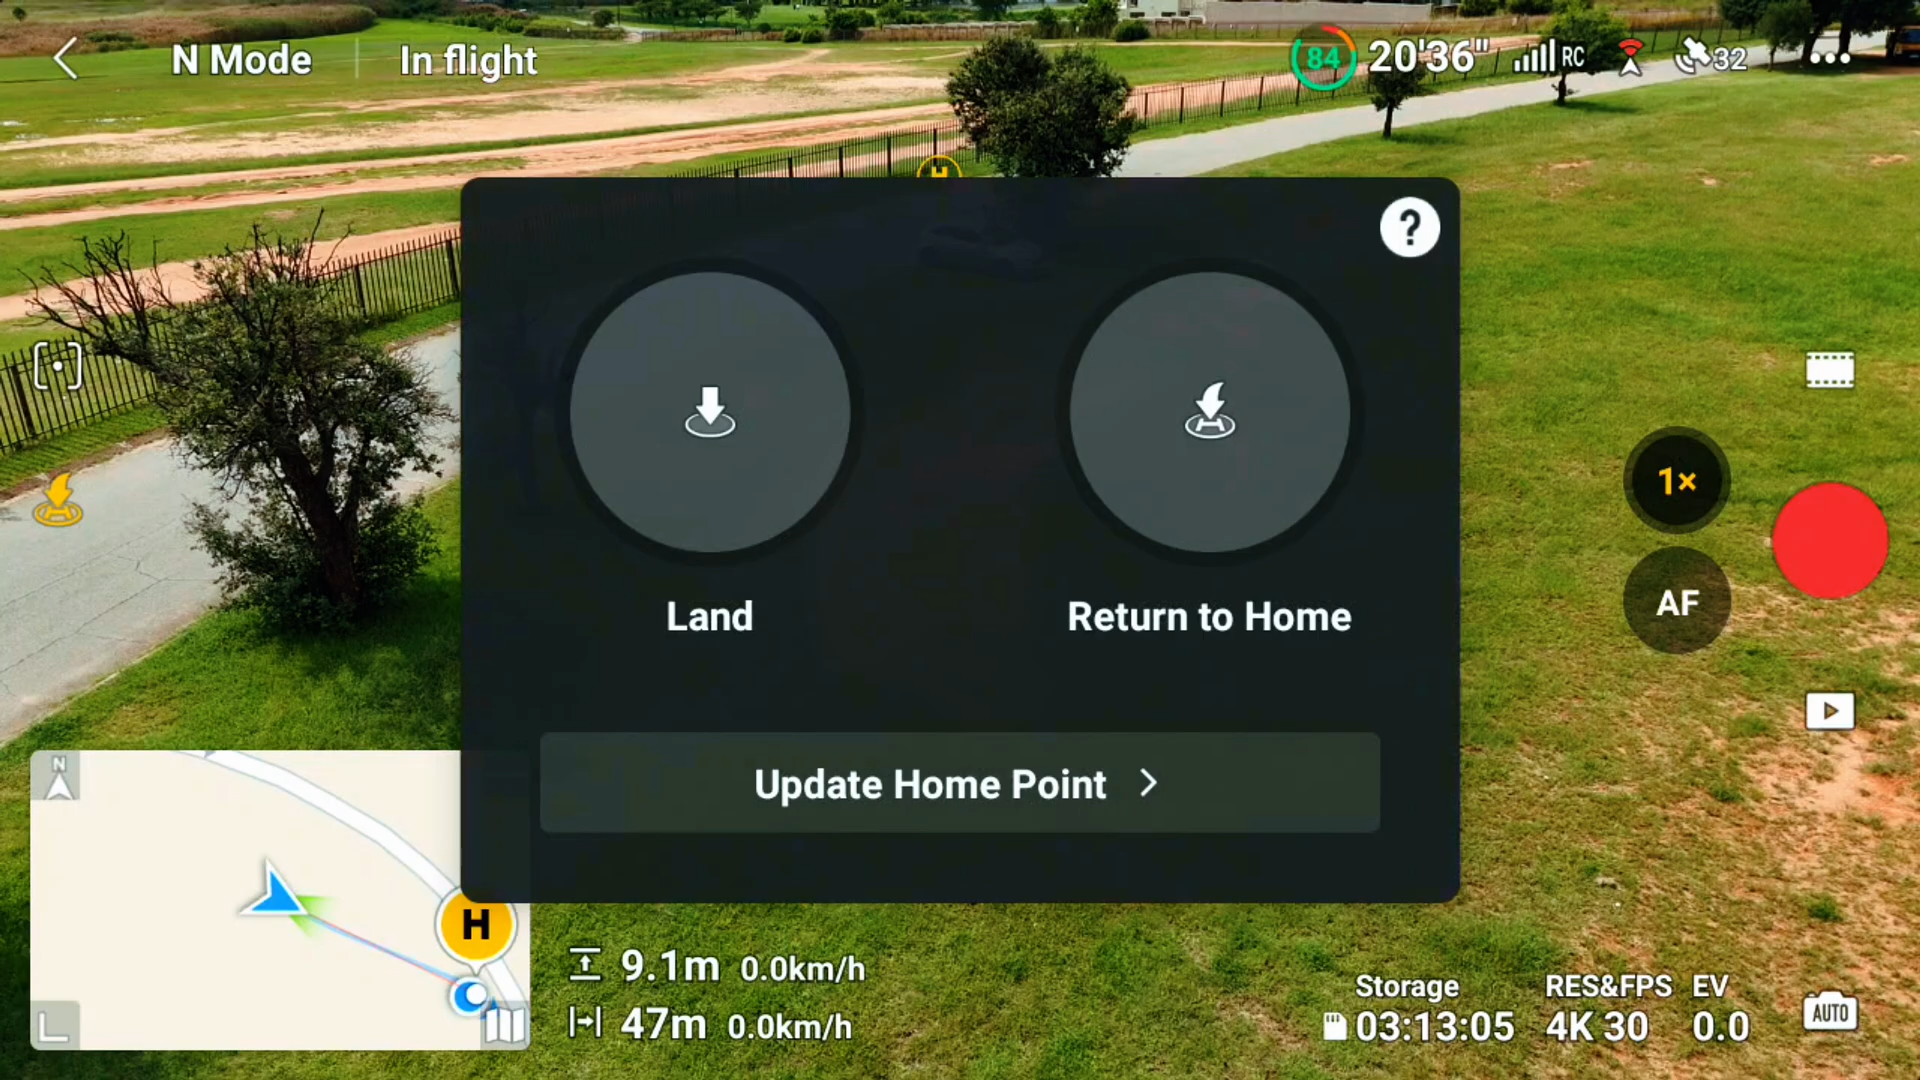 N Mode
In flight
84
20'36"
RC
32
H
?
Land
Return to Home
Update Home Point
1×
AF
N
H
9.1m 0.0km/h
47m 0.0km/h
Storage
03:13:05
RES&FPS
4K 30
EV
0.0
AUTO